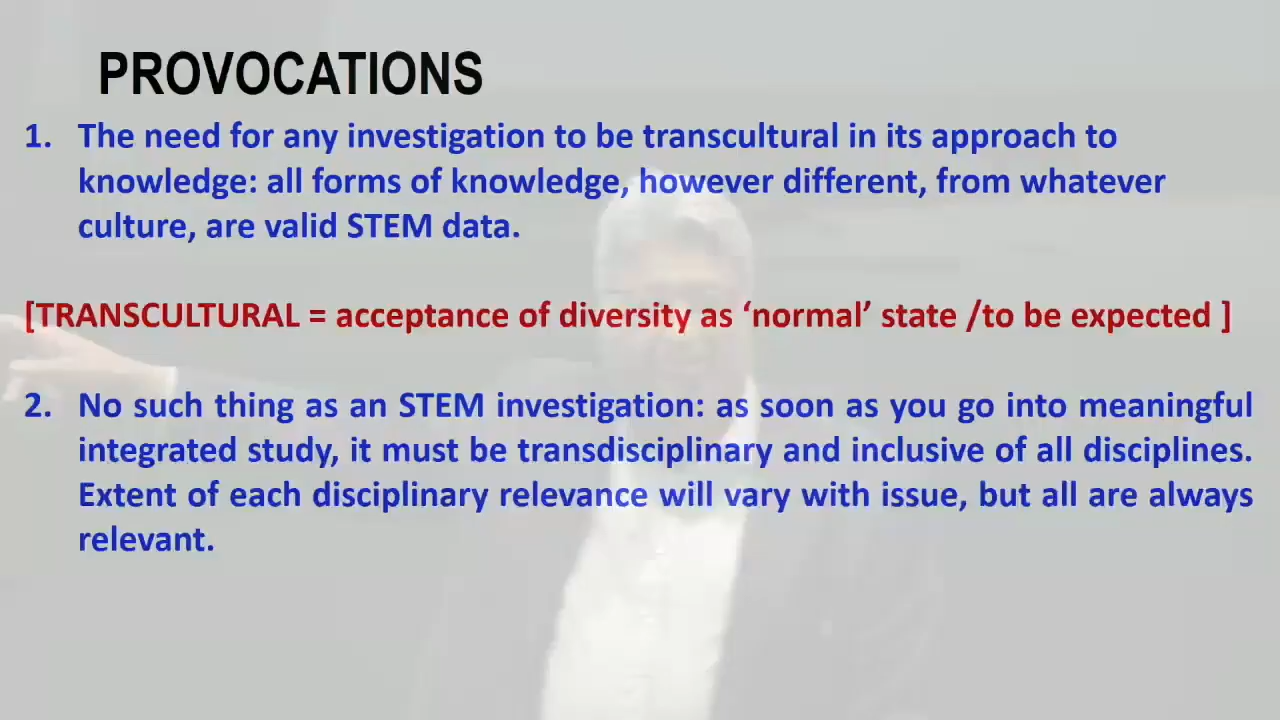 PROVOCATIONS
1. The need for any investigation to be transcultural in its approach to
knowledge: all forms of knowledge, however different, from whatever
culture, are valid STEM data.
[TRANSCULTURAL = acceptance of diversity as ‘normal’ state /to be expected ]
2. No such thing as an STEM investigation: as soon as you go into meaningful
integrated study, it must be transdisciplinary and inclusive of all disciplines.
Extent of each disciplinary relevance will vary with issue, but all are always
relevant.